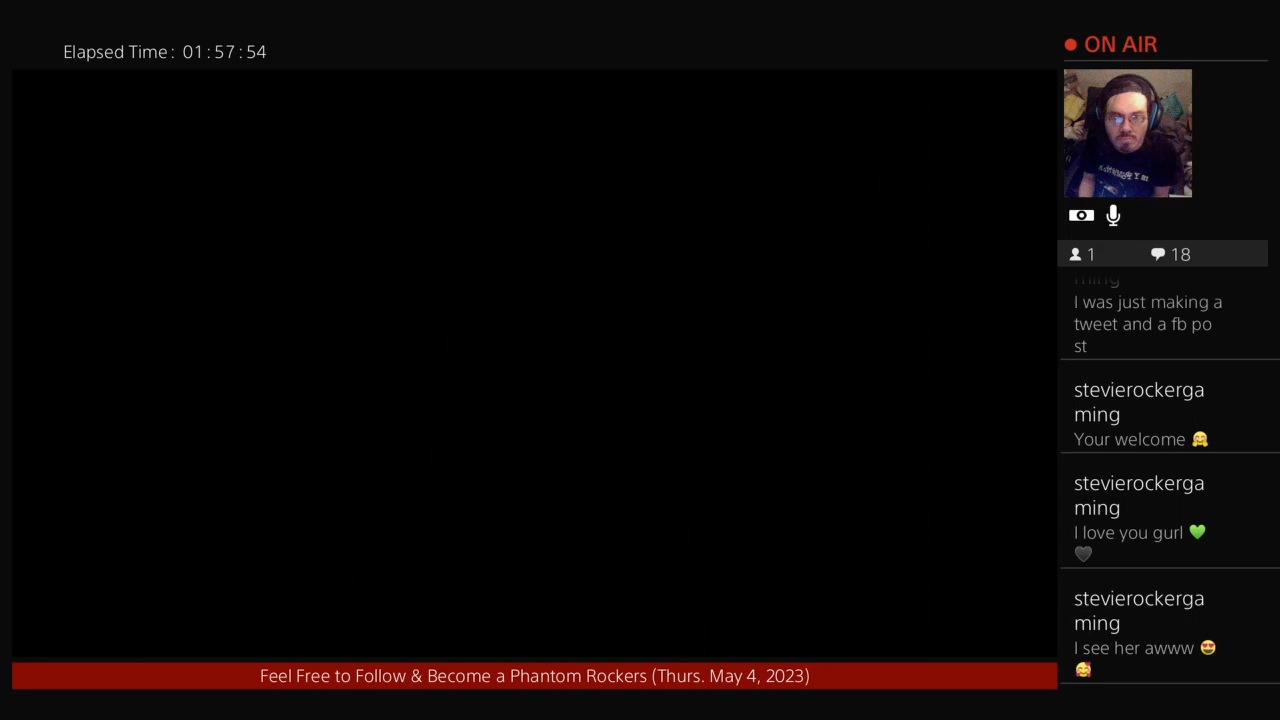 Elapsed Time: 01:57:54
ON AIR
1 18
ming
I was just making a
tweet and a fb po
st
stevierockerga
ming
Your welcome 🤗
stevierockerga
ming
I love you gurl 💚
🖤
stevierockerga
ming
I see her awww 😍
🥰
Feel Free to Follow & Become a Phantom Rockers (Thurs. May 4, 2023)